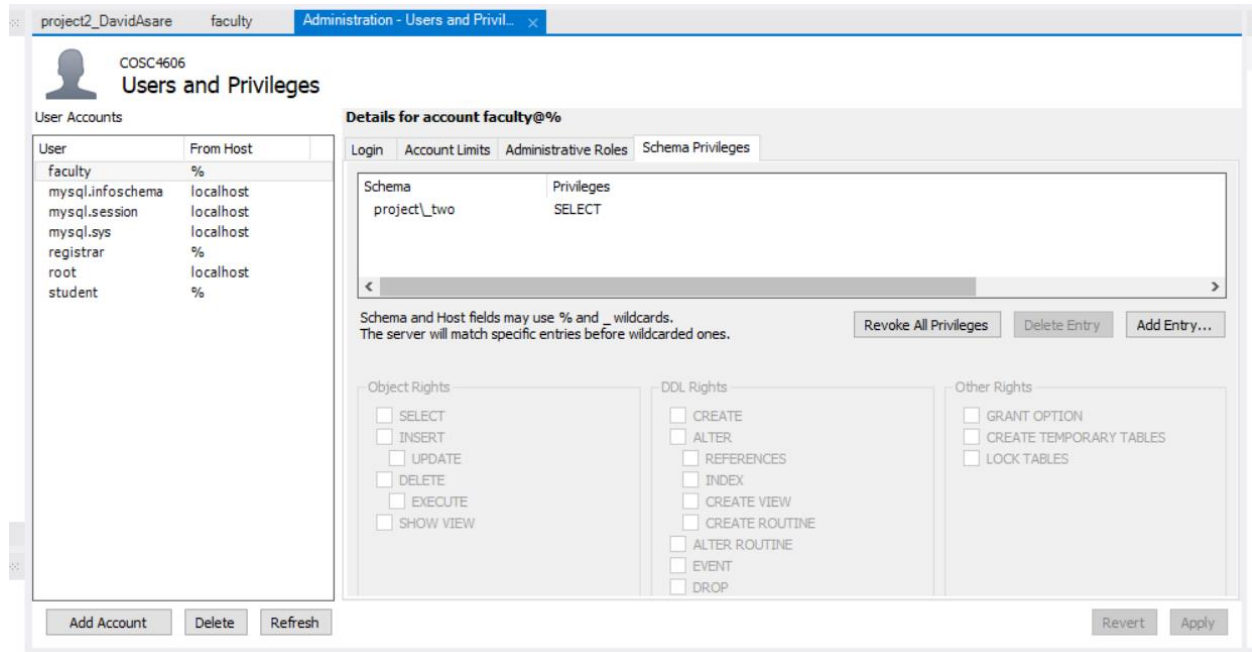 project2_DavidAsare faculty Administration - Users and Privil... ×
COSC4606
Users and Privileges
User Accounts
User From Host
faculty %
mysql.infoschema localhost
mysql.session localhost
mysql.sys localhost
registrar %
root localhost
student %
Add Account Delete Refresh
Details for account faculty@%
Login Account Limits Administrative Roles Schema Privileges
Schema Privileges
project\_two SELECT
Schema and Host fields may use % and _ wildcards.
The server will match specific entries before wildcarded ones.
Revoke All Privileges Delete Entry Add Entry...
Object Rights
SELECT
INSERT
UPDATE
DELETE
EXECUTE
SHOW VIEW
DDL Rights
CREATE
ALTER
REFERENCES
INDEX
CREATE VIEW
CREATE ROUTINE
ALTER ROUTINE
EVENT
DROP
Other Rights
GRANT OPTION
CREATE TEMPORARY TABLES
LOCK TABLES
Revert Apply